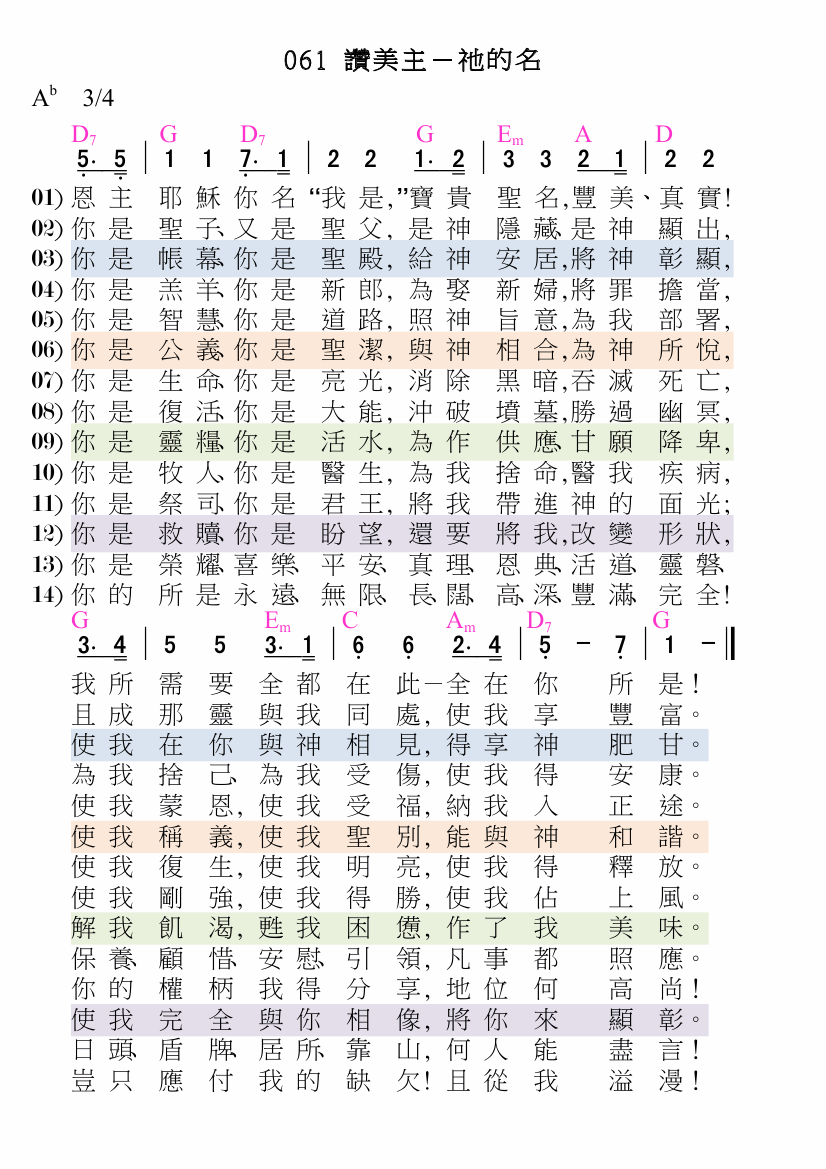 061 讚美主－祂的名
A♭ 3/4
D7 G D7 G Em A D
5· 5 | 1 1 7· 1 | 2 2 1· 2 | 3 3 2 1 | 2 2
01) 恩主 耶穌你名“我是,”寶貴 聖名,豐美、真實!
02) 你是 聖子、又是 聖父, 是神 隱藏、是神 顯出,
03) 你是 帳幕、你是 聖殿, 給神 安居,將神 彰顯,
04) 你是 羔羊、你是 新郎, 為娶 新婦,將罪 擔當,
05) 你是 智慧、你是 道路, 照神 旨意,為我 部署,
06) 你是 公義、你是 聖潔, 與神 相合,為神 所悅,
07) 你是 生命、你是 亮光, 消除 黑暗,吞滅 死亡,
08) 你是 復活、你是 大能, 沖破 墳墓,勝過 幽冥,
09) 你是 靈糧、你是 活水, 為作 供應、甘願 降卑,
10) 你是 牧人、你是 醫生, 為我 捨命,醫我 疾病,
11) 你是 祭司、你是 君王, 將我 帶進神的 面光;
12) 你是 救贖、你是 盼望, 還要 將我,改變 形狀,
13) 你是 榮耀、喜樂、平安、真理、恩典、活道、靈磐、
14) 你的 所是永遠、無限、長、闊、高、深、豐滿、完全!
G Em C Am D7 G
3· 4 | 5 5 3· 1 | 6 6 2· 4 | 5 － 7 | 1 －
我所需要全都在此－全在你所是!
且成那靈與我同處, 使我享豐富。
使我在你與神相見, 得享神肥甘。
為我捨己、為我受傷, 使我得安康。
使我蒙恩, 使我受福, 納我入正途。
使我稱義, 使我聖別, 能與神和諧。
使我復生, 使我明亮, 使我得釋放。
使我剛強, 使我得勝, 使我佔上風。
解我飢渴, 甦我困憊, 作了我美味。
保養、顧惜、安慰、引領, 凡事都照應。
你的權柄我得分享, 地位何高尚!
使我完全與你相像, 將你來顯彰。
日頭、盾牌、居所、靠山, 何人能盡言!
豈只應付我的缺欠! 且從我溢漫!